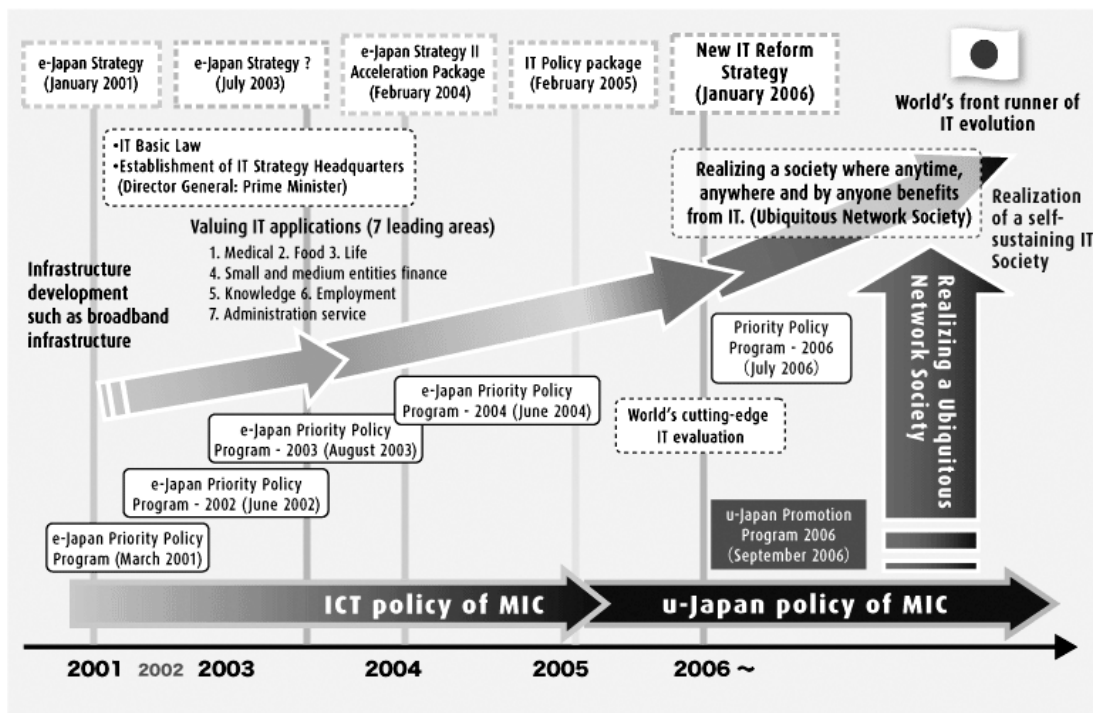 e-Japan Strategy
(January 2001)
e-Japan Strategy ?
(July 2003)
e-Japan Strategy II
Acceleration Package
(February 2004)
IT Policy package
(February 2005)
New IT Reform
Strategy
(January 2006)
World's front runner of
IT evolution
•IT Basic Law
•Establishment of IT Strategy Headquarters
(Director General: Prime Minister)
Realizing a society where anytime,
anywhere and by anyone benefits
from IT. (Ubiquitous Network Society)
Realization
of a self-
sustaining IT
Society
Valuing IT applications (7 leading areas)
1. Medical 2. Food 3. Life
4. Small and medium entities finance
5. Knowledge 6. Employment
7. Administration service
Infrastructure
development
such as broadband
infrastructure
Priority Policy
Program - 2006
(July 2006)
Realizing a Ubiquitous
Network Society
e-Japan Priority Policy
Program - 2004 (June 2004)
World's cutting-edge
IT evaluation
e-Japan Priority Policy
Program - 2003 (August 2003)
e-Japan Priority Policy
Program - 2002 (June 2002)
e-Japan Priority Policy
Program (March 2001)
u-Japan Promotion
Program 2006
(September 2006)
ICT policy of MIC
u-Japan policy of MIC
2001 2002 2003 2004 2005 2006 ~